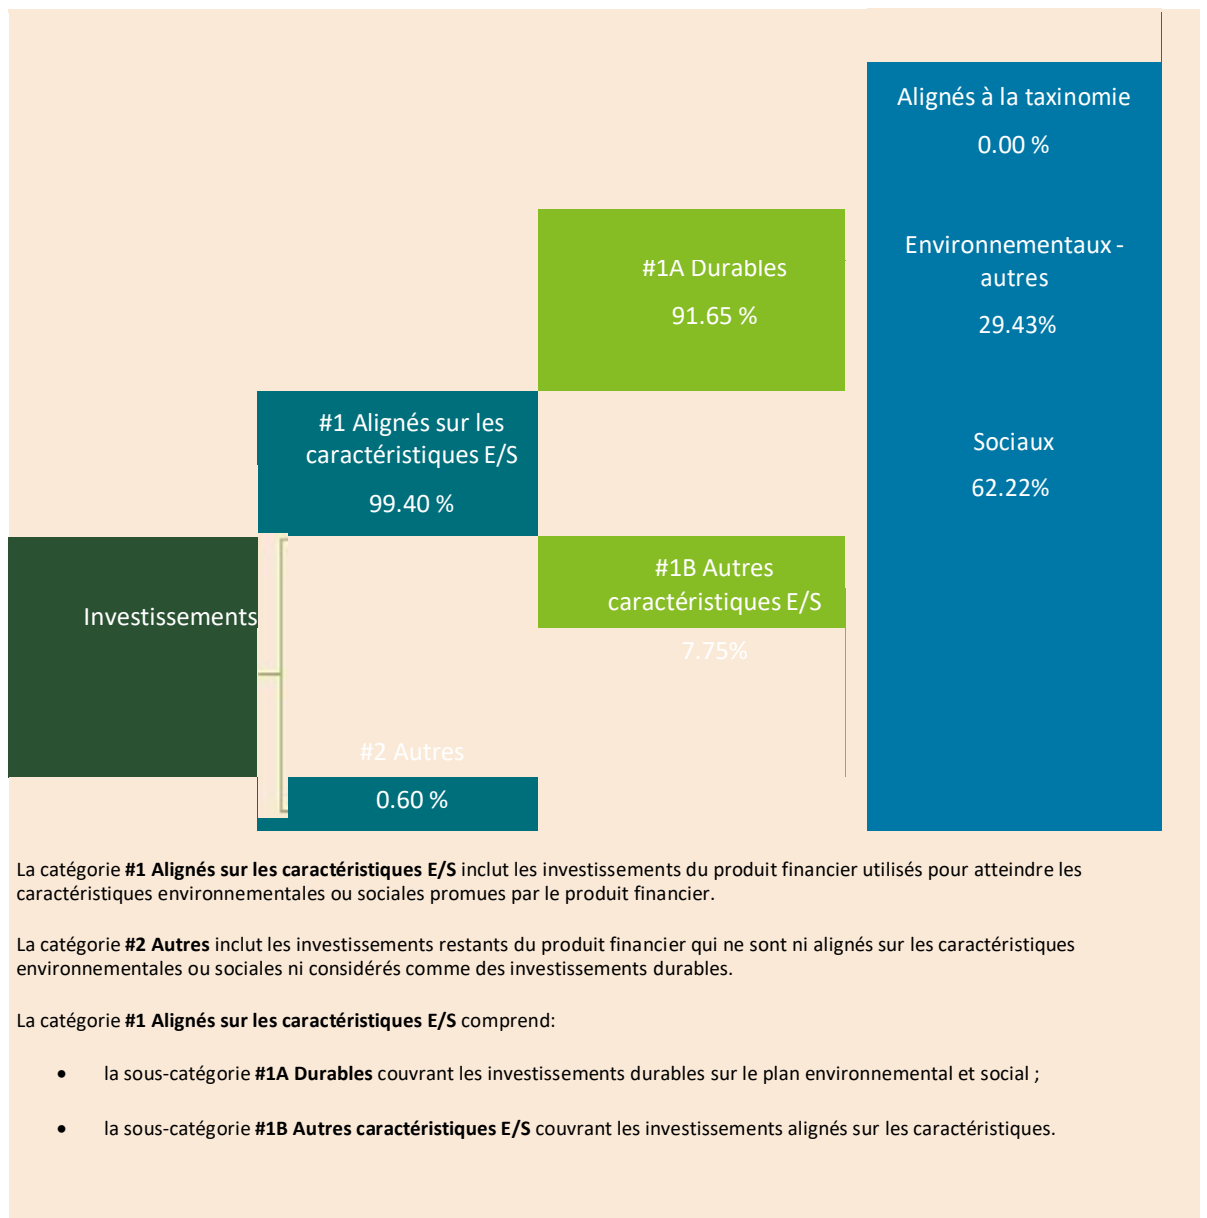 Alignés à la taxinomie
0.00 %
Environnementaux -
autres
29.43%
Sociaux
62.22%
#1A Durables
91.65 %
#1 Alignés sur les
caractéristiques E/S
99.40 %
#1B Autres
caractéristiques E/S
7.75%
Investissements
#2 Autres
0.60 %
La catégorie #1 Alignés sur les caractéristiques E/S inclut les investissements du produit financier utilisés pour atteindre les
caractéristiques environnementales ou sociales promues par le produit financier.
La catégorie #2 Autres inclut les investissements restants du produit financier qui ne sont ni alignés sur les caractéristiques
environnementales ou sociales ni considérés comme des investissements durables.
La catégorie #1 Alignés sur les caractéristiques E/S comprend:
• la sous-catégorie #1A Durables couvrant les investissements durables sur le plan environnemental et social ;
• la sous-catégorie #1B Autres caractéristiques E/S couvrant les investissements alignés sur les caractéristiques.